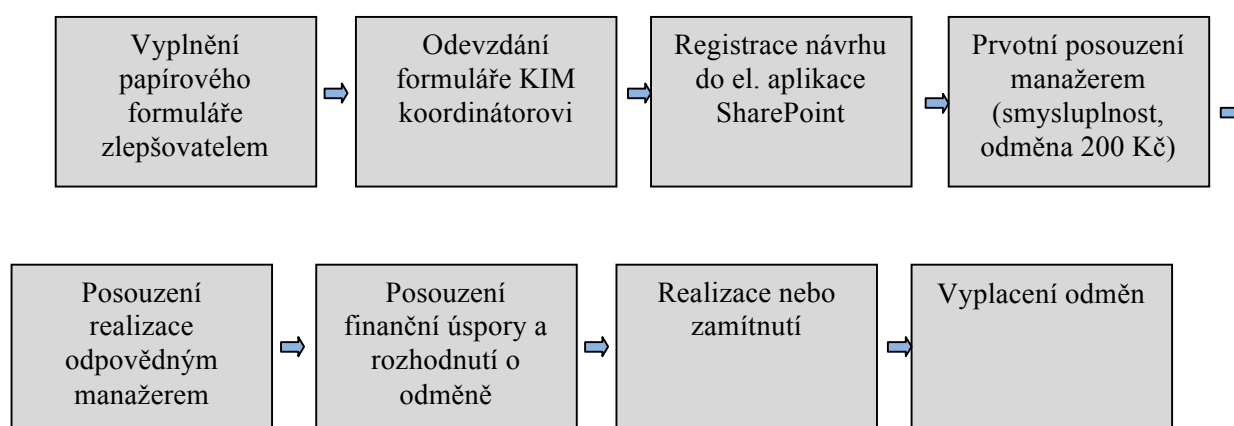 Vyplnění
papírového
formuláře
zlepšovatelem
Odevzdání
formuláře KIM
koordinátorovi
Registrace návrhu
do el. aplikace
SharePoint
Prvotní posouzení
manažerem
(smysluplnost,
odměna 200 Kč)
Posouzení
realizace
odpovědným
manažerem
Posouzení
finanční úspory a
rozhodnutí o
odměně
Realizace nebo
zamítnutí
Vyplacení odměn